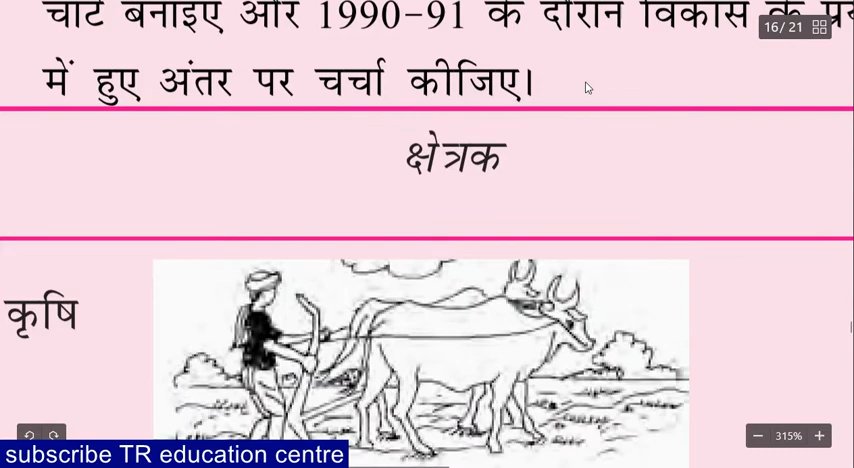 चार्ट बनाइए और 1990-91 के दौरान विकास के
16/21
में हुए अंतर पर चर्चा कीजिए।
क्षेत्रक
कृषि
315%
subscribe TR education centre